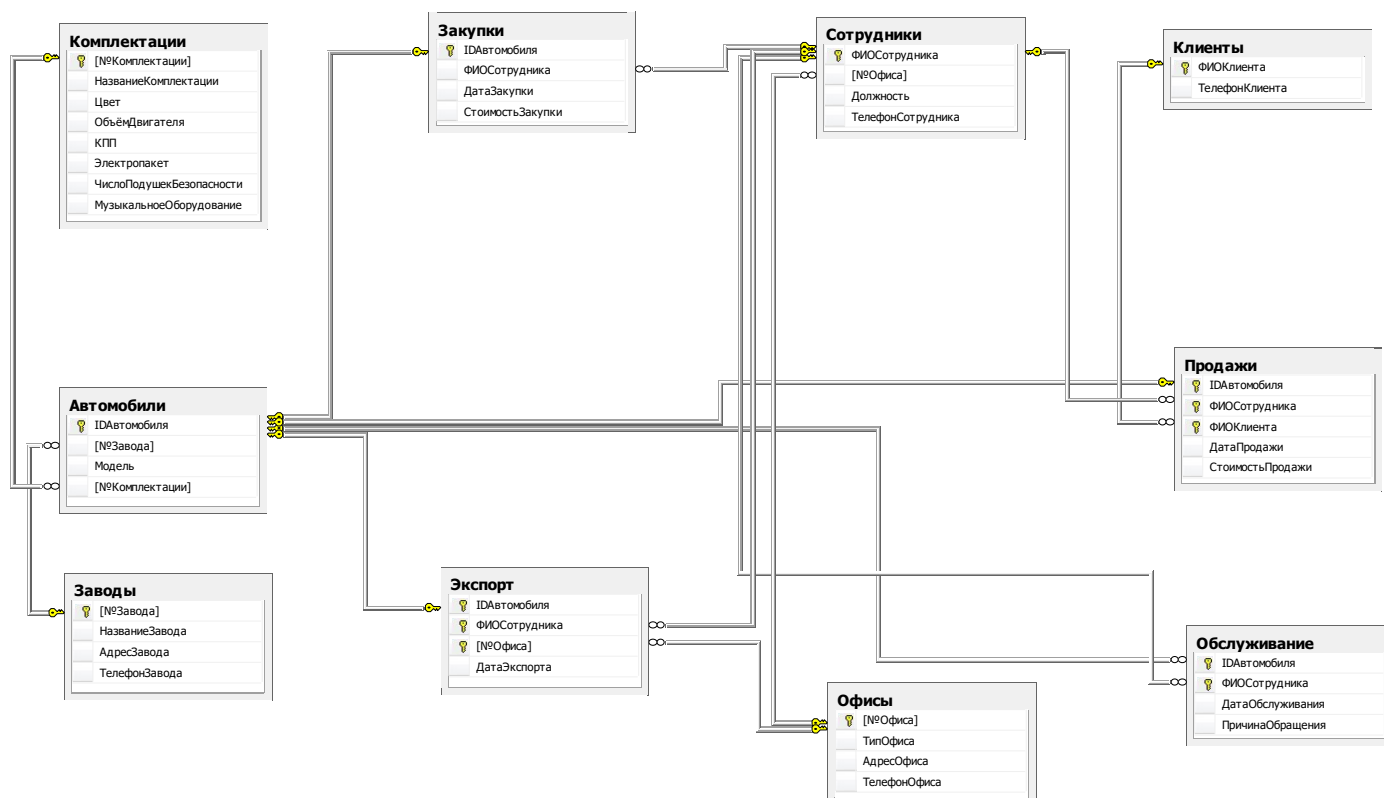 Комплектации
[№Комплектации]
НазваниеКомплектации
Цвет
ОбъёмДвигателя
КПП
Электропакет
ЧислоПодушекБезопасности
МузыкальноеОборудование
Закупки
IDАвтомобиля
ФИОСотрудника
ДатаЗакупки
СтоимостьЗакупки
Сотрудники
ФИОСотрудника
[№Офиса]
Должность
ТелефонСотрудника
Клиенты
ФИОКлиента
ТелефонКлиента
Автомобили
IDАвтомобиля
[№Завода]
Модель
[№Комплектации]
Продажи
IDАвтомобиля
ФИОСотрудника
ФИОКлиента
ДатаПродажи
СтоимостьПродажи
Заводы
[№Завода]
НазваниеЗавода
АдресЗавода
ТелефонЗавода
Экспорт
IDАвтомобиля
ФИОСотрудника
[№Офиса]
ДатаЭкспорта
Офисы
[№Офиса]
ТипОфиса
АдресОфиса
ТелефонОфиса
Обслуживание
IDАвтомобиля
ФИОСотрудника
ДатаОбслуживания
ПричинаОбращения